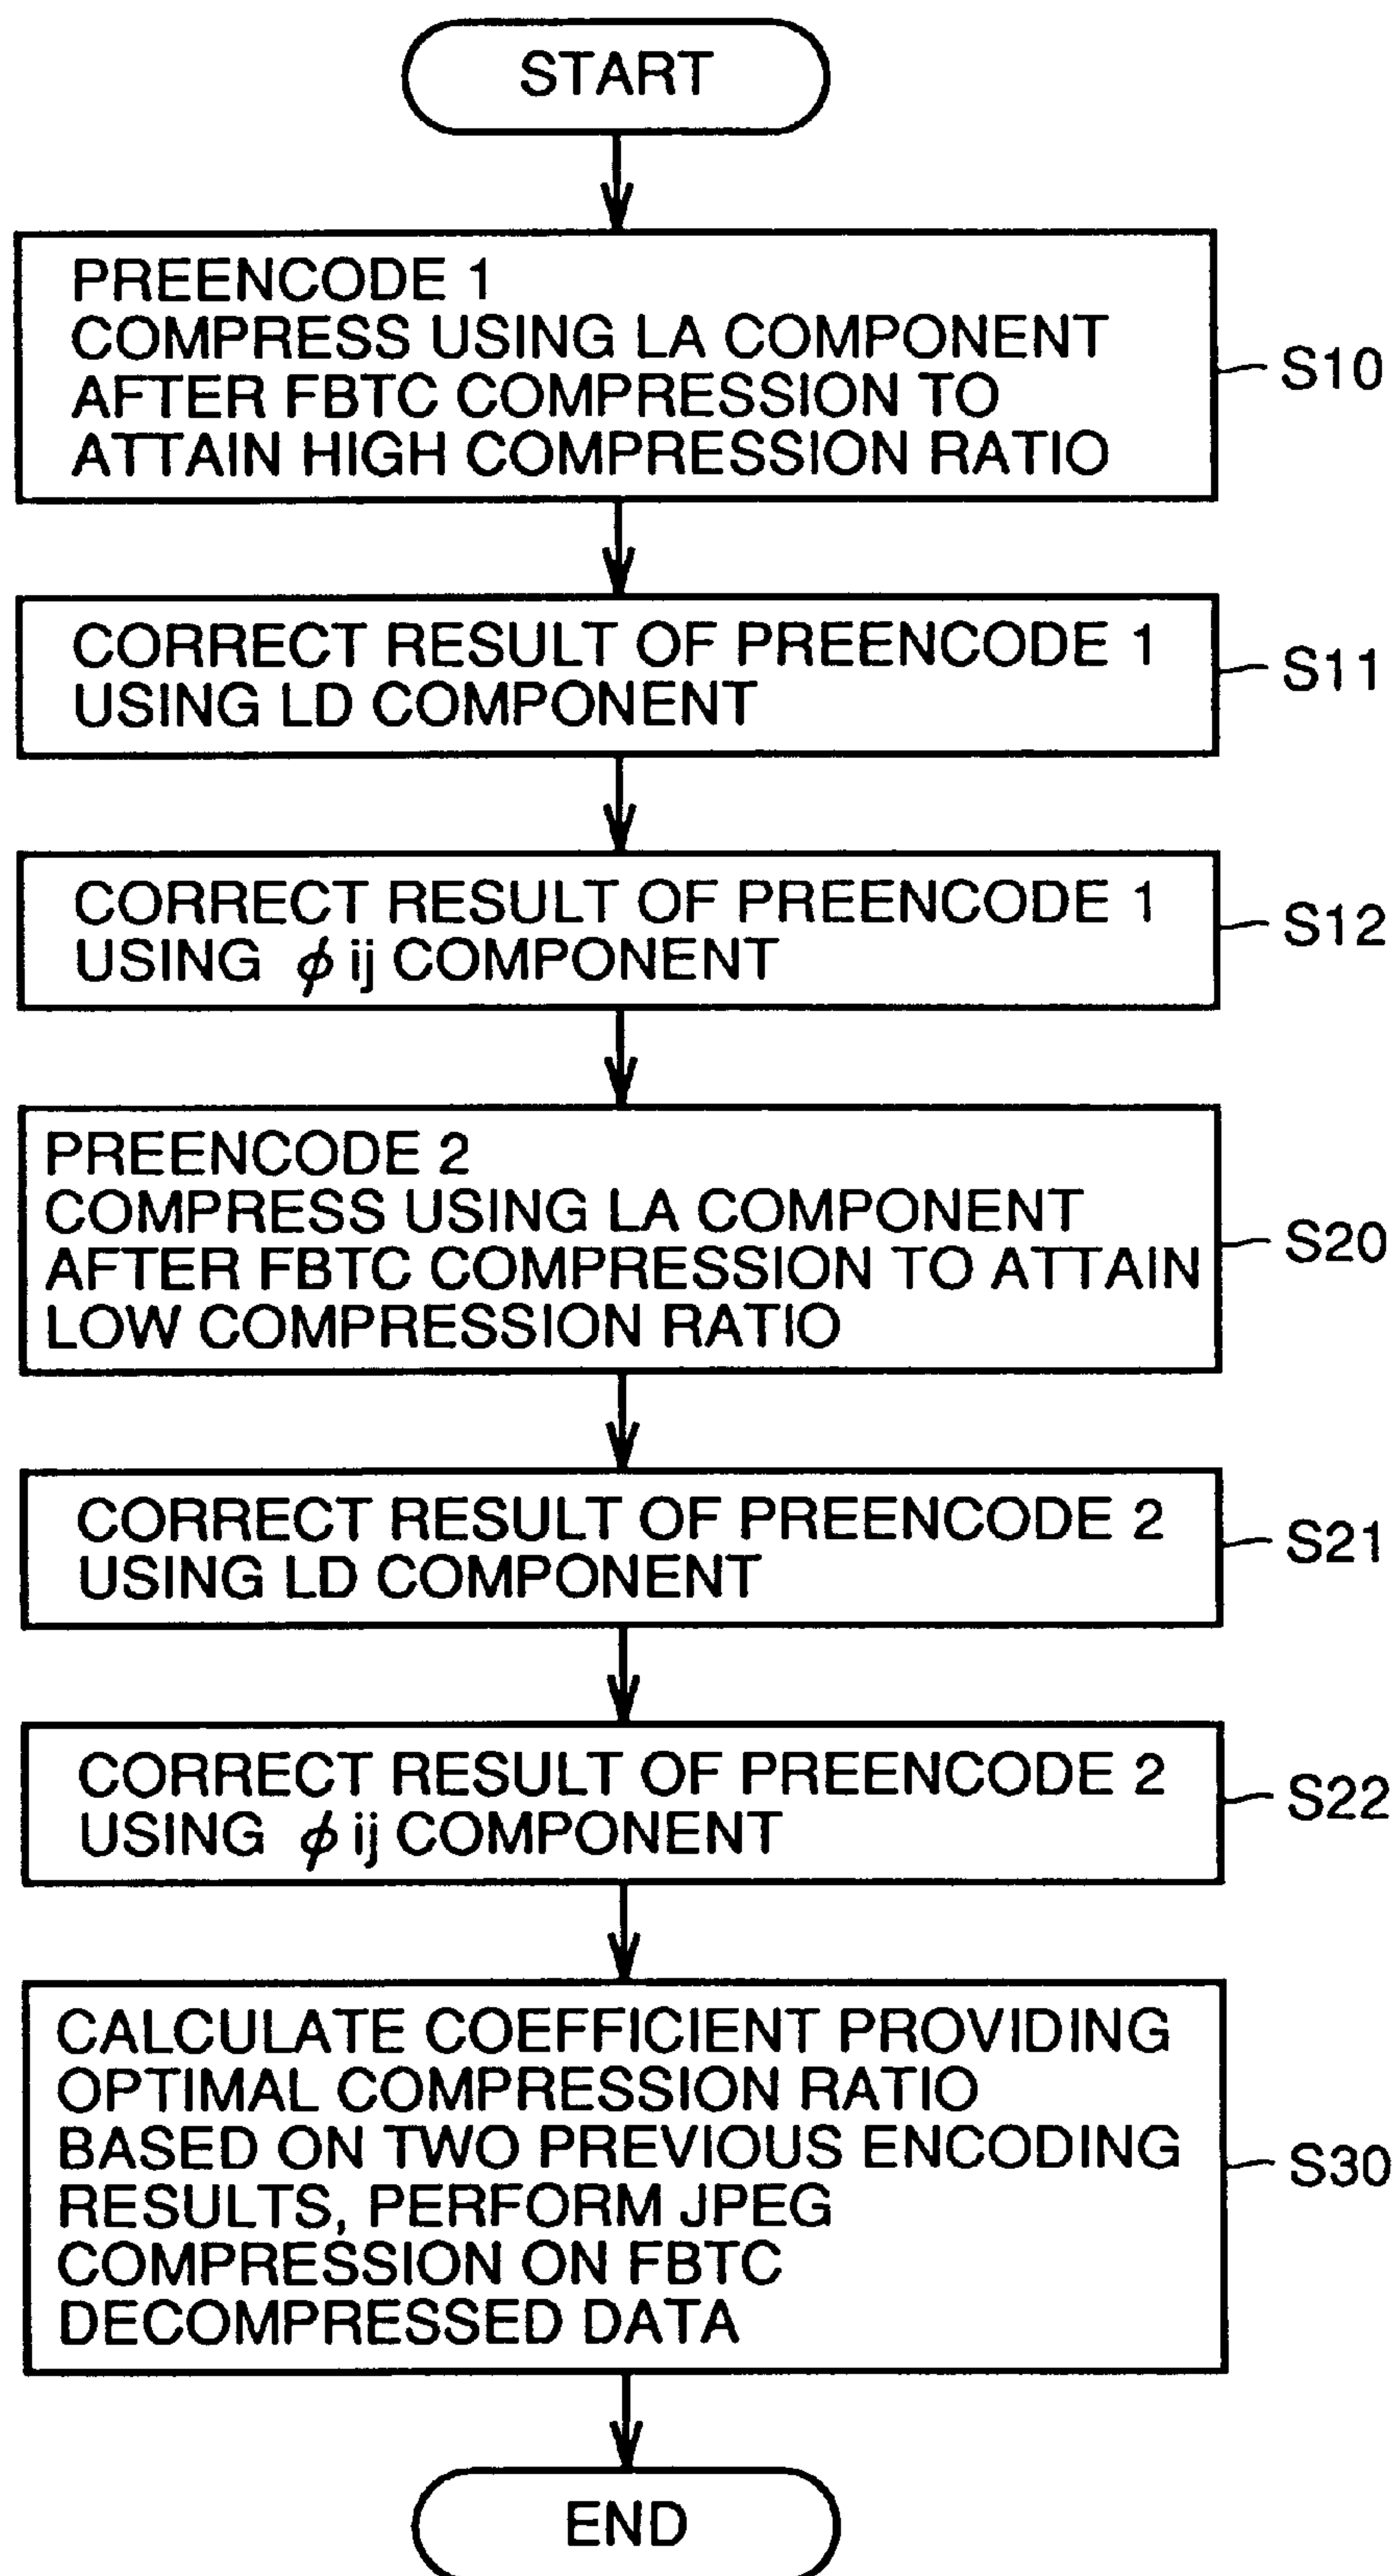 START
PREENCODE 1
COMPRESS USING LA COMPONENT
AFTER FBTC COMPRESSION TO
ATTAIN HIGH COMPRESSION RATIO
S10
CORRECT RESULT OF PREENCODE 1
USING LD COMPONENT
S11
CORRECT RESULT OF PREENCODE 1
USING ϕ ij COMPONENT
S12
PREENCODE 2
COMPRESS USING LA COMPONENT
AFTER FBTC COMPRESSION TO ATTAIN
LOW COMPRESSION RATIO
S20
CORRECT RESULT OF PREENCODE 2
USING LD COMPONENT
S21
CORRECT RESULT OF PREENCODE 2
USING ϕ ij COMPONENT
S22
CALCULATE COEFFICIENT PROVIDING
OPTIMAL COMPRESSION RATIO
BASED ON TWO PREVIOUS ENCODING
RESULTS, PERFORM JPEG
COMPRESSION ON FBTC
DECOMPRESSED DATA
S30
END